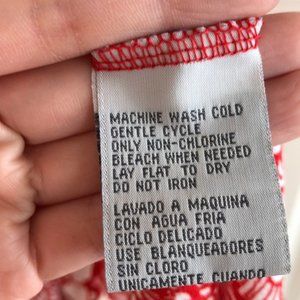 MACHINE WASH COLD
GENTLE CYCLE
ONLY NON-CHLORINE
BLEACH WHEN NEEDED
LAY FLAT TO DRY
DO NOT IRON
LAVADO A MAQUINA
CON AGUA FRIA
CICLO DELICADO
USE BLANQUEADORES
SIN CLORO
UNICAMENTE CUANDO